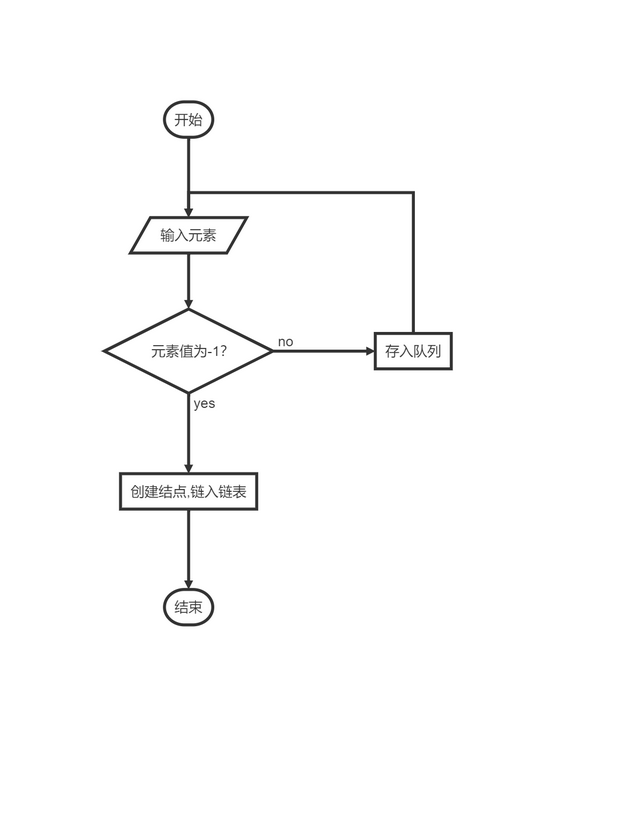 开始
输入元素
元素值为-1?
no
存入队列
yes
创建结点,链入链表
结束